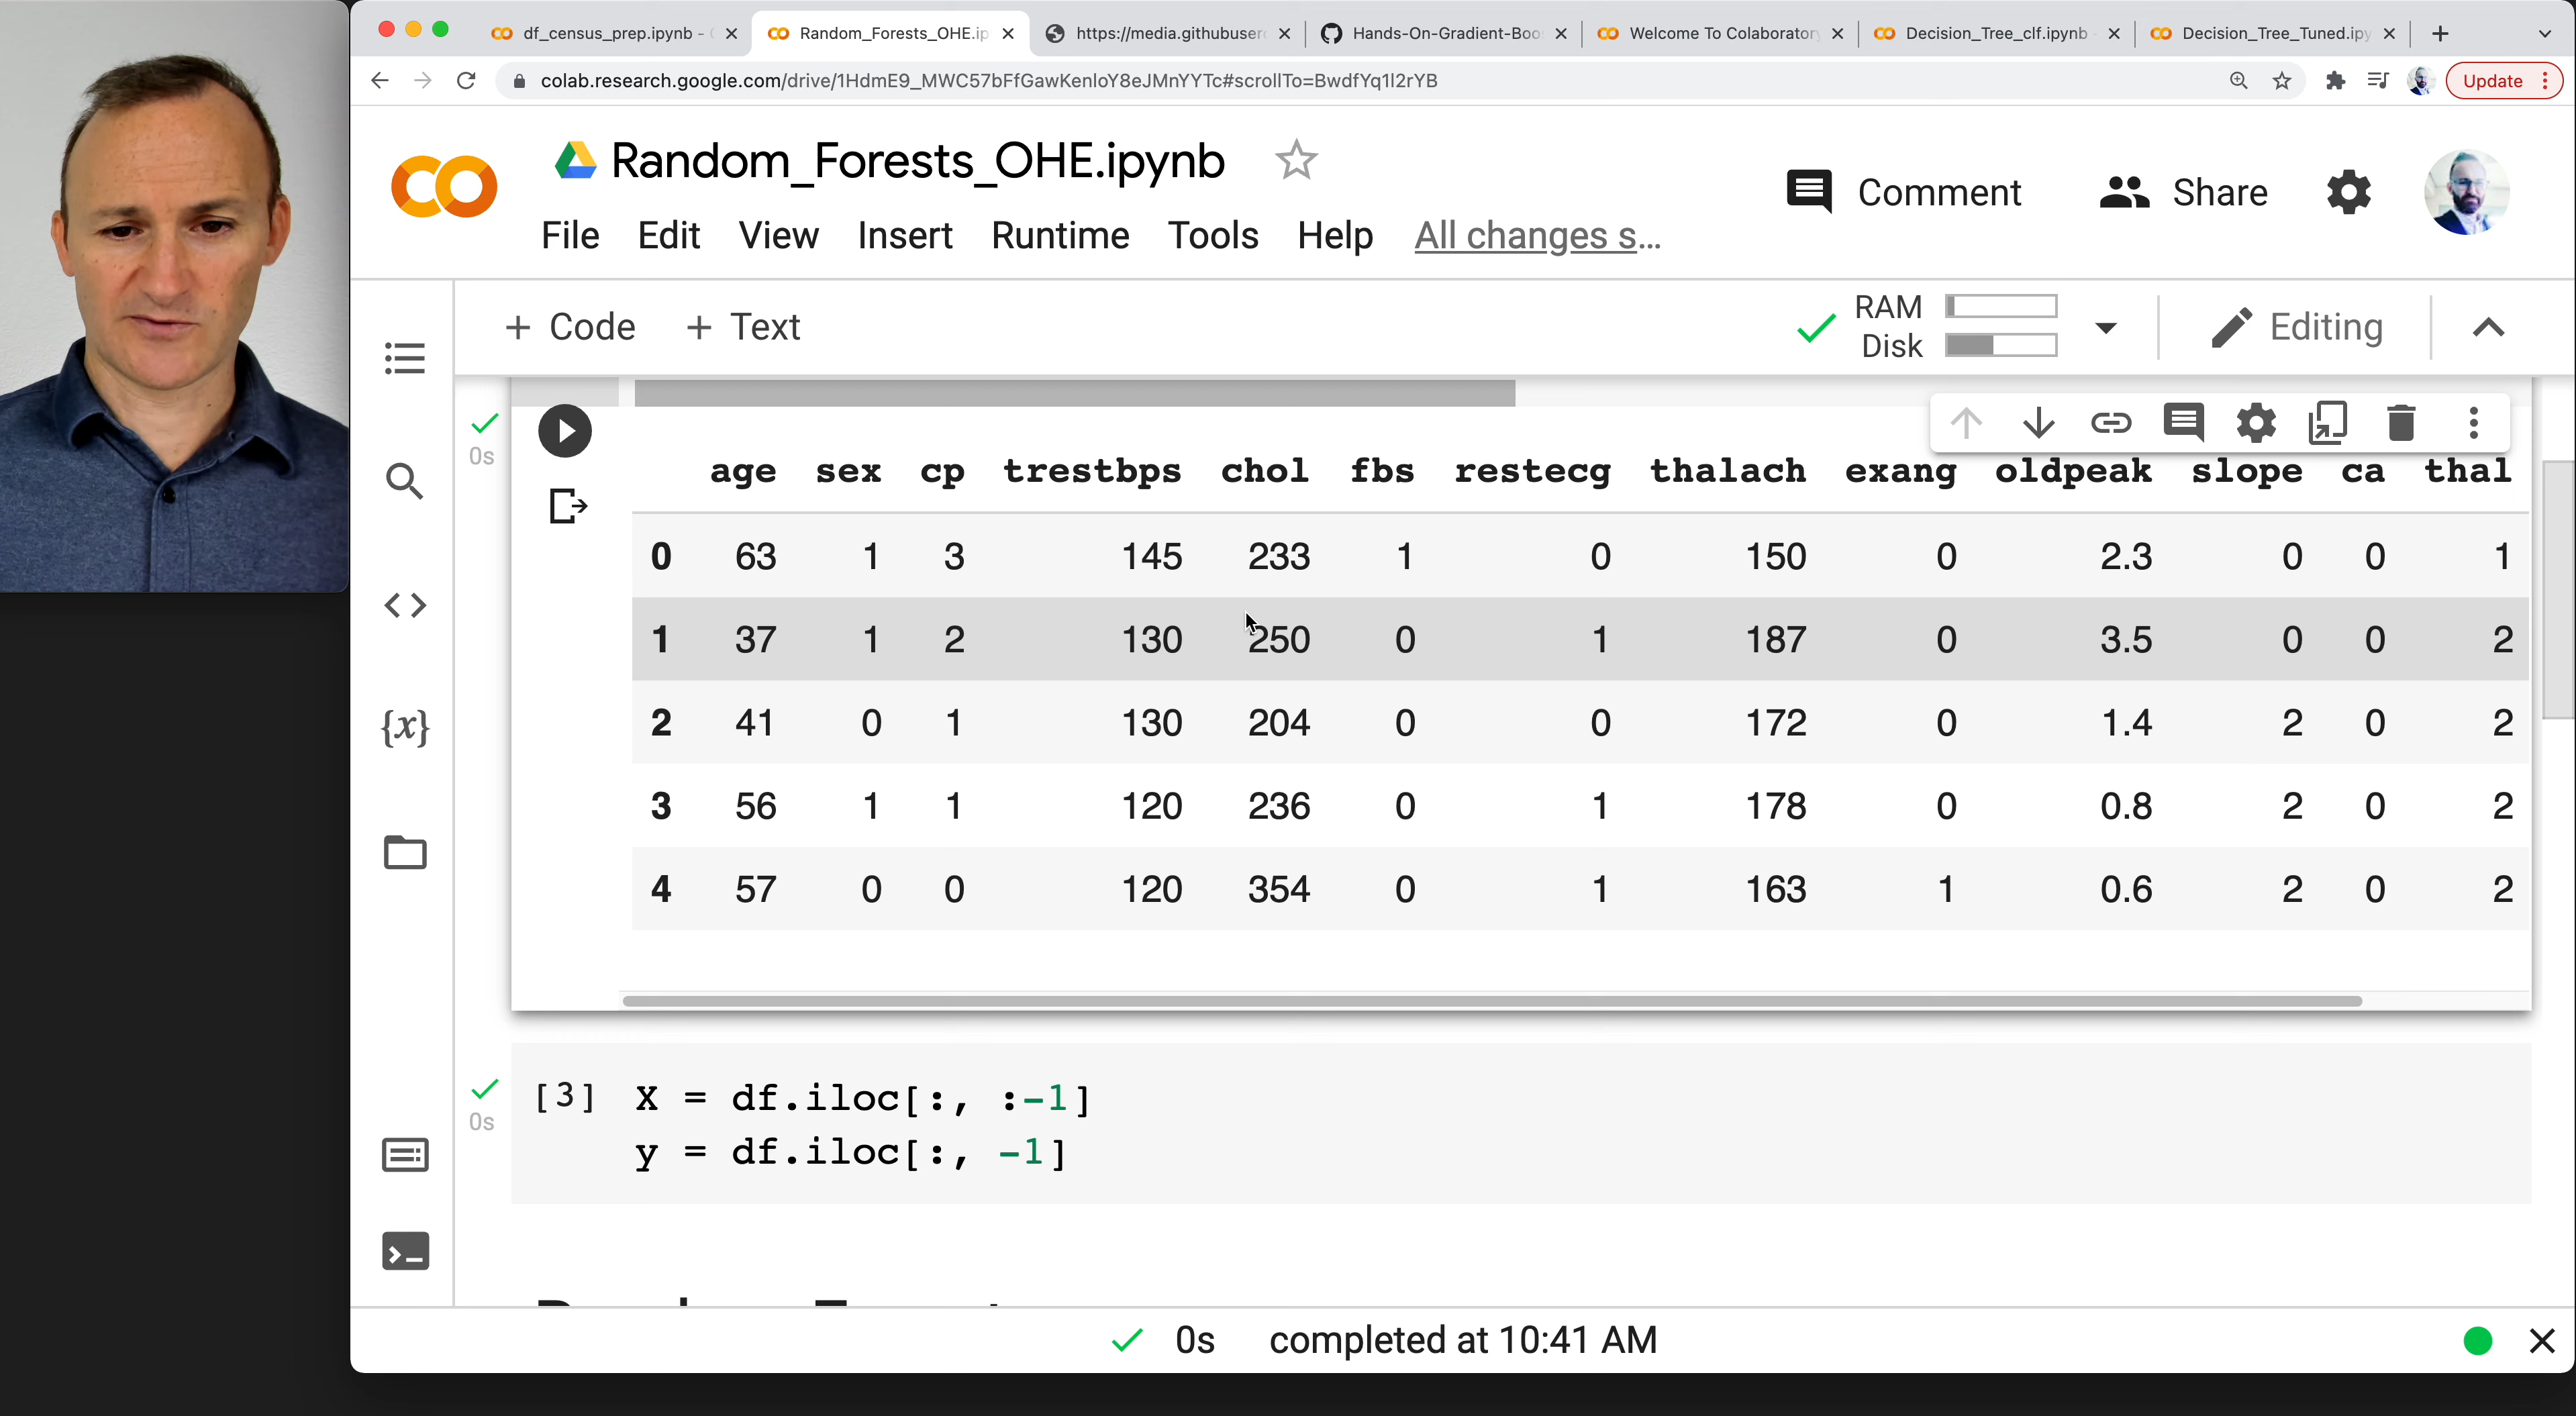 df_census_prep.ipynb -
Random_Forests_OHE.ip
https://media.githubuserc
Hands-On-Gradient-Boo
Welcome To Colaboratory
Decision_Tree_clf.ipynb
Decision_Tree_Tuned.ipy
colab.research.google.com/drive/1HdmE9_MWC57bFfGawKenIoY8eJMnYYTc#scrollTo=BwdfYq1l2rYB
Update
Random_Forests_OHE.ipynb
Comment
Share
File Edit View Insert Runtime Tools Help All changes s…
+ Code + Text
RAM
Disk
Editing
0s
age sex cp trestbps chol fbs restecg thalach exang oldpeak slope ca thal
0 63 1 3 145 233 1 0 150 0 2.3 0 0 1
1 37 1 2 130 250 0 1 187 0 3.5 0 0 2
2 41 0 1 130 204 0 0 172 0 1.4 2 0 2
3 56 1 1 120 236 0 1 178 0 0.8 2 0 2
4 57 0 0 120 354 0 1 163 1 0.6 2 0 2
[3] X = df.iloc[:, :-1]
0s
y = df.iloc[:, -1]
0s completed at 10:41 AM